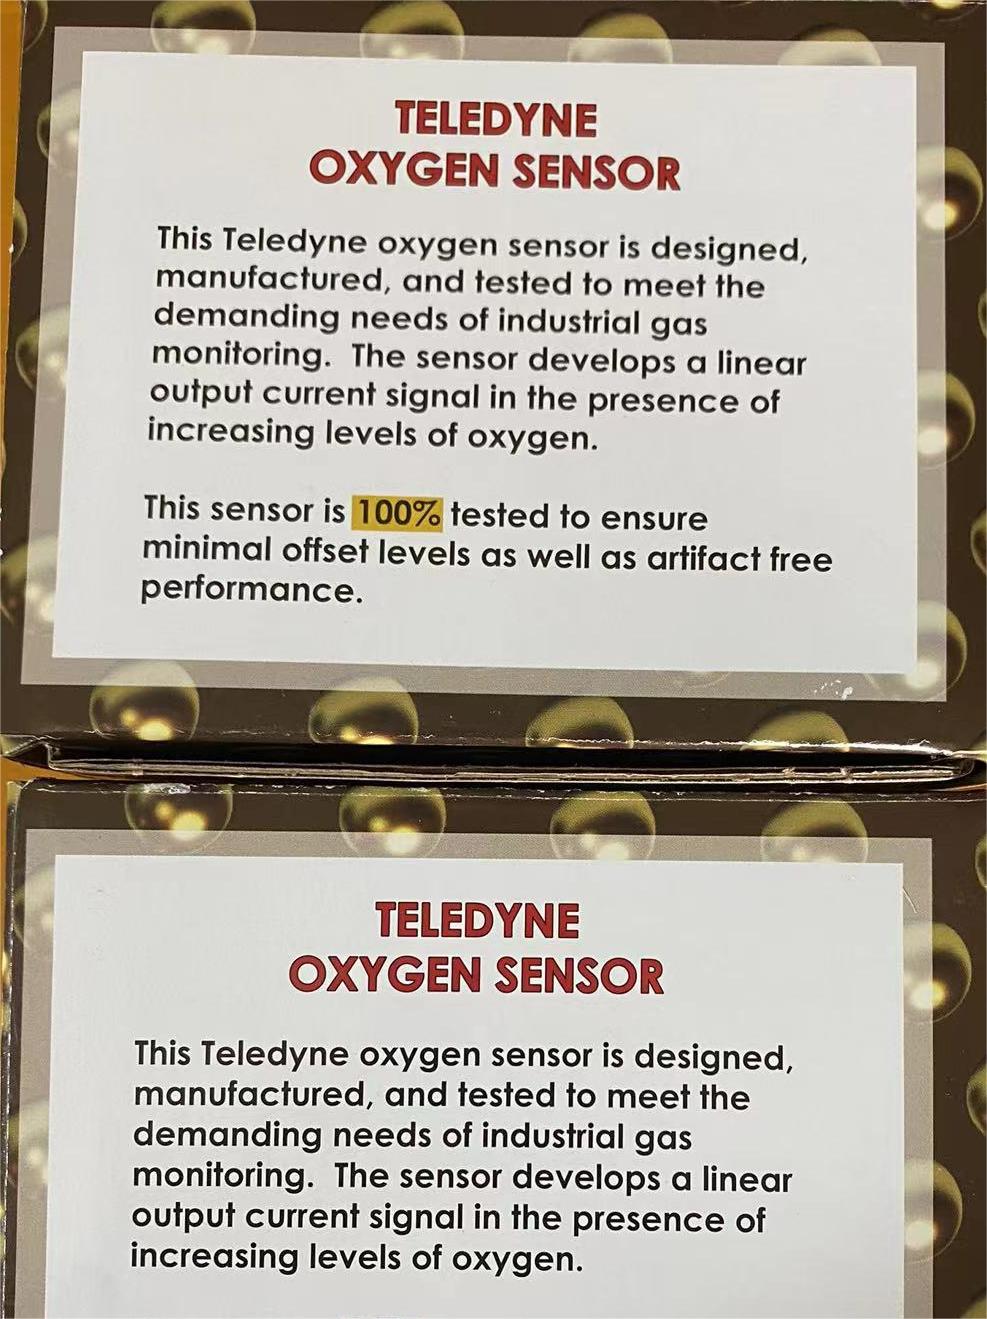 TELEDYNE
OXYGEN SENSOR
This Teledyne oxygen sensor is designed,
manufactured, and tested to meet the
demanding needs of industrial gas
monitoring.  The sensor develops a linear
output current signal in the presence of
increasing levels of oxygen.
This sensor is 100% tested to ensure
minimal offset levels as well as artifact free
performance.
TELEDYNE
OXYGEN SENSOR
This Teledyne oxygen sensor is designed,
manufactured, and tested to meet the
demanding needs of industrial gas
monitoring.  The sensor develops a linear
output current signal in the presence of
increasing levels of oxygen.